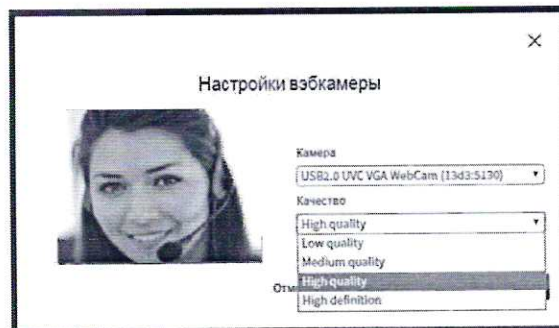 Настройки вэбкамеры
Камера
USB2.0 UVC VGA WebCam (13d3:5130)
Качество
High quality
Low quality
Medium quality
High quality
High definition
Отм